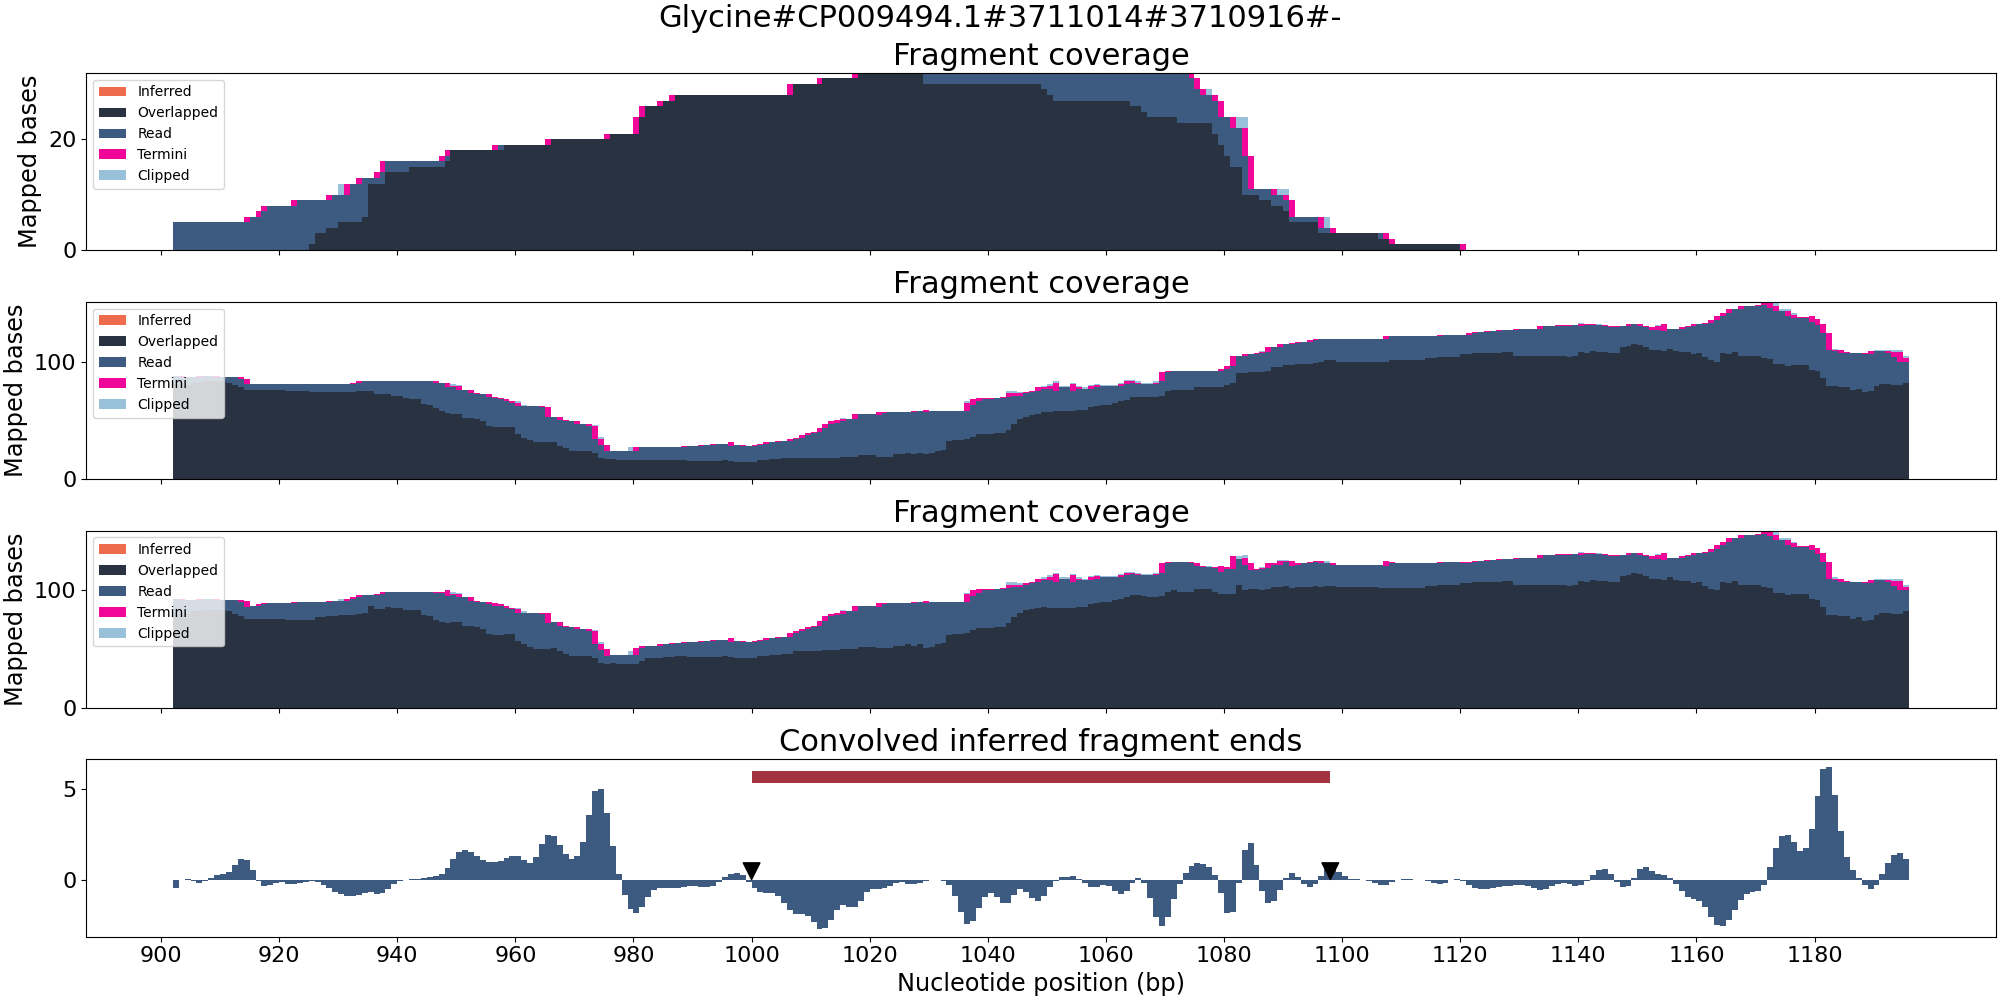 Glycine#CP009494.1#3711014#3710916#-
Fragment coverage
Mapped bases
20
0
Inferred
Overlapped
Read
Termini
Clipped
Fragment coverage
Mapped bases
100
0
Inferred
Overlapped
Read
Termini
Clipped
Fragment coverage
Mapped bases
100
0
Inferred
Overlapped
Read
Termini
Clipped
Convolved inferred fragment ends
5
0
900 920 940 960 980 1000 1020 1040 1060 1080 1100 1120 1140 1160 1180
Nucleotide position (bp)